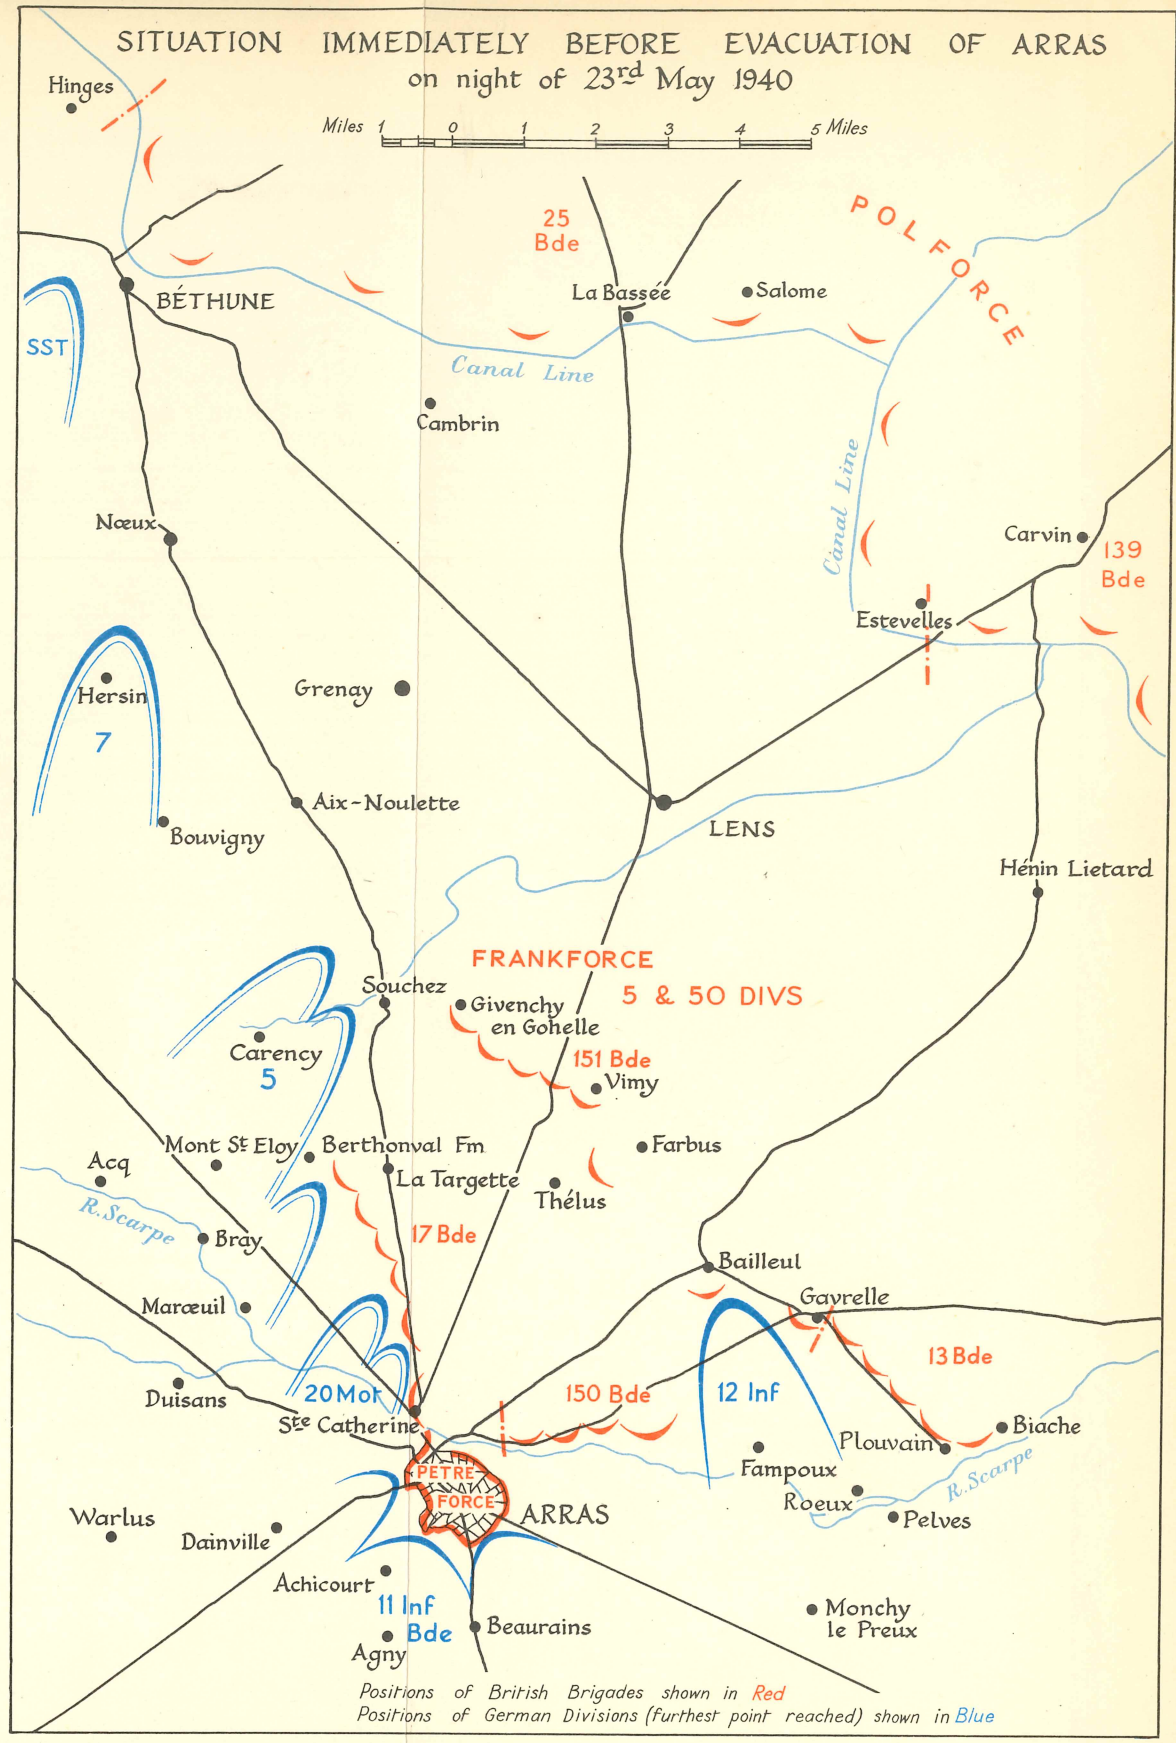 SITUATION IMMEDIATELY BEFORE EVACUATION OF ARRAS
on night of 23rd May 1940
Hinges
Miles 1 0 1 2 3 4 5 Miles
POLFORCE
25
Bde
La Bassée
Salome
BÉTHUNE
SST
Canal Line
Cambrin
Canal Line
Nœux
Carvin
139
Bde
Estevelles
Hersin
Grenay
7
Aix-Noulette
Bouvigny
LENS
Hénin Lietard
FRANKFORCE
5 & 50 DIVS
Souchez
Givenchy
en Gohelle
Carency
5
151 Bde
Vimy
Mont St Eloy
Berthonval Fm
Farbus
Acq
La Targette
Thélus
R. Scarpe
Bray
17 Bde
Bailleul
Marœuil
Gavrelle
13 Bde
Duisans
20 Mot
150 Bde
12 Inf
Ste Catherine
Biache
Plouvain
PETRE
FORCE
Fampoux
R. Scarpe
Roeux
ARRAS
Pelves
Warlus
Dainville
Achicourt
11 Inf
Bde
Beaurains
Monchy
le Preux
Agny
Positions of British Brigades shown in Red
Positions of German Divisions (furthest point reached) shown in Blue